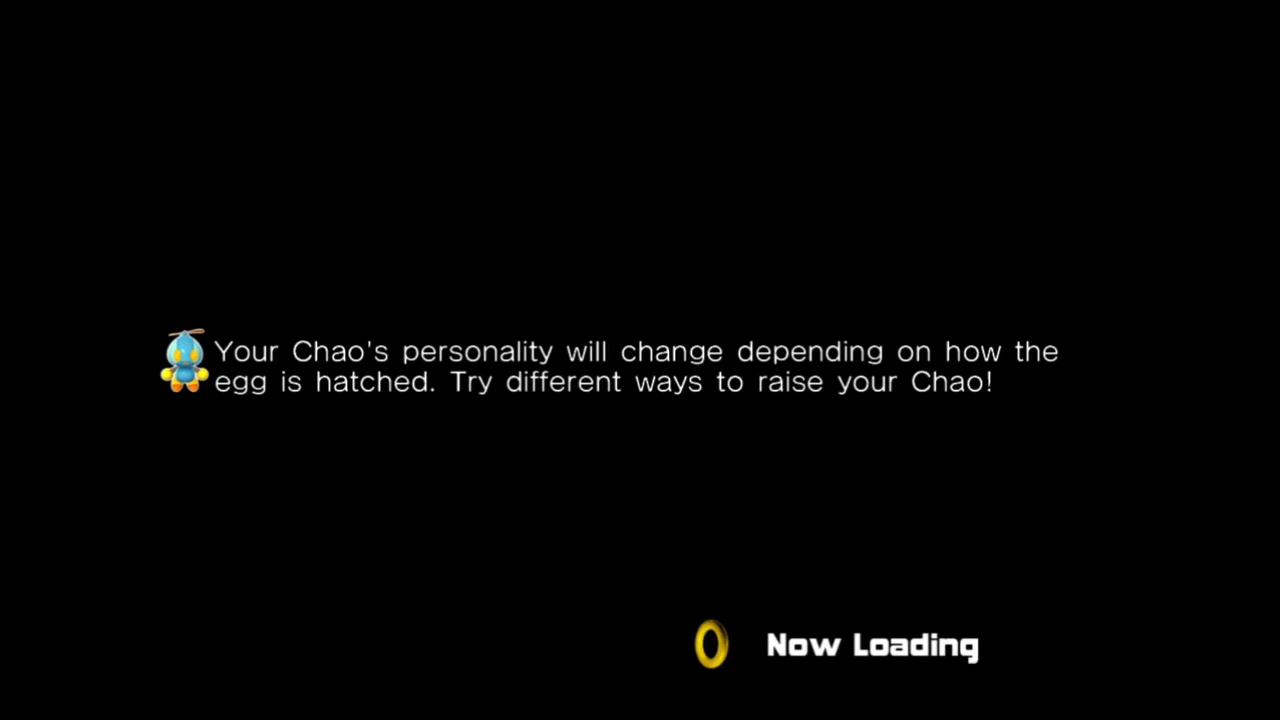 Your Chao's personality will change depending on how the
egg is hatched. Try different ways to raise your Chao!
Now Loading